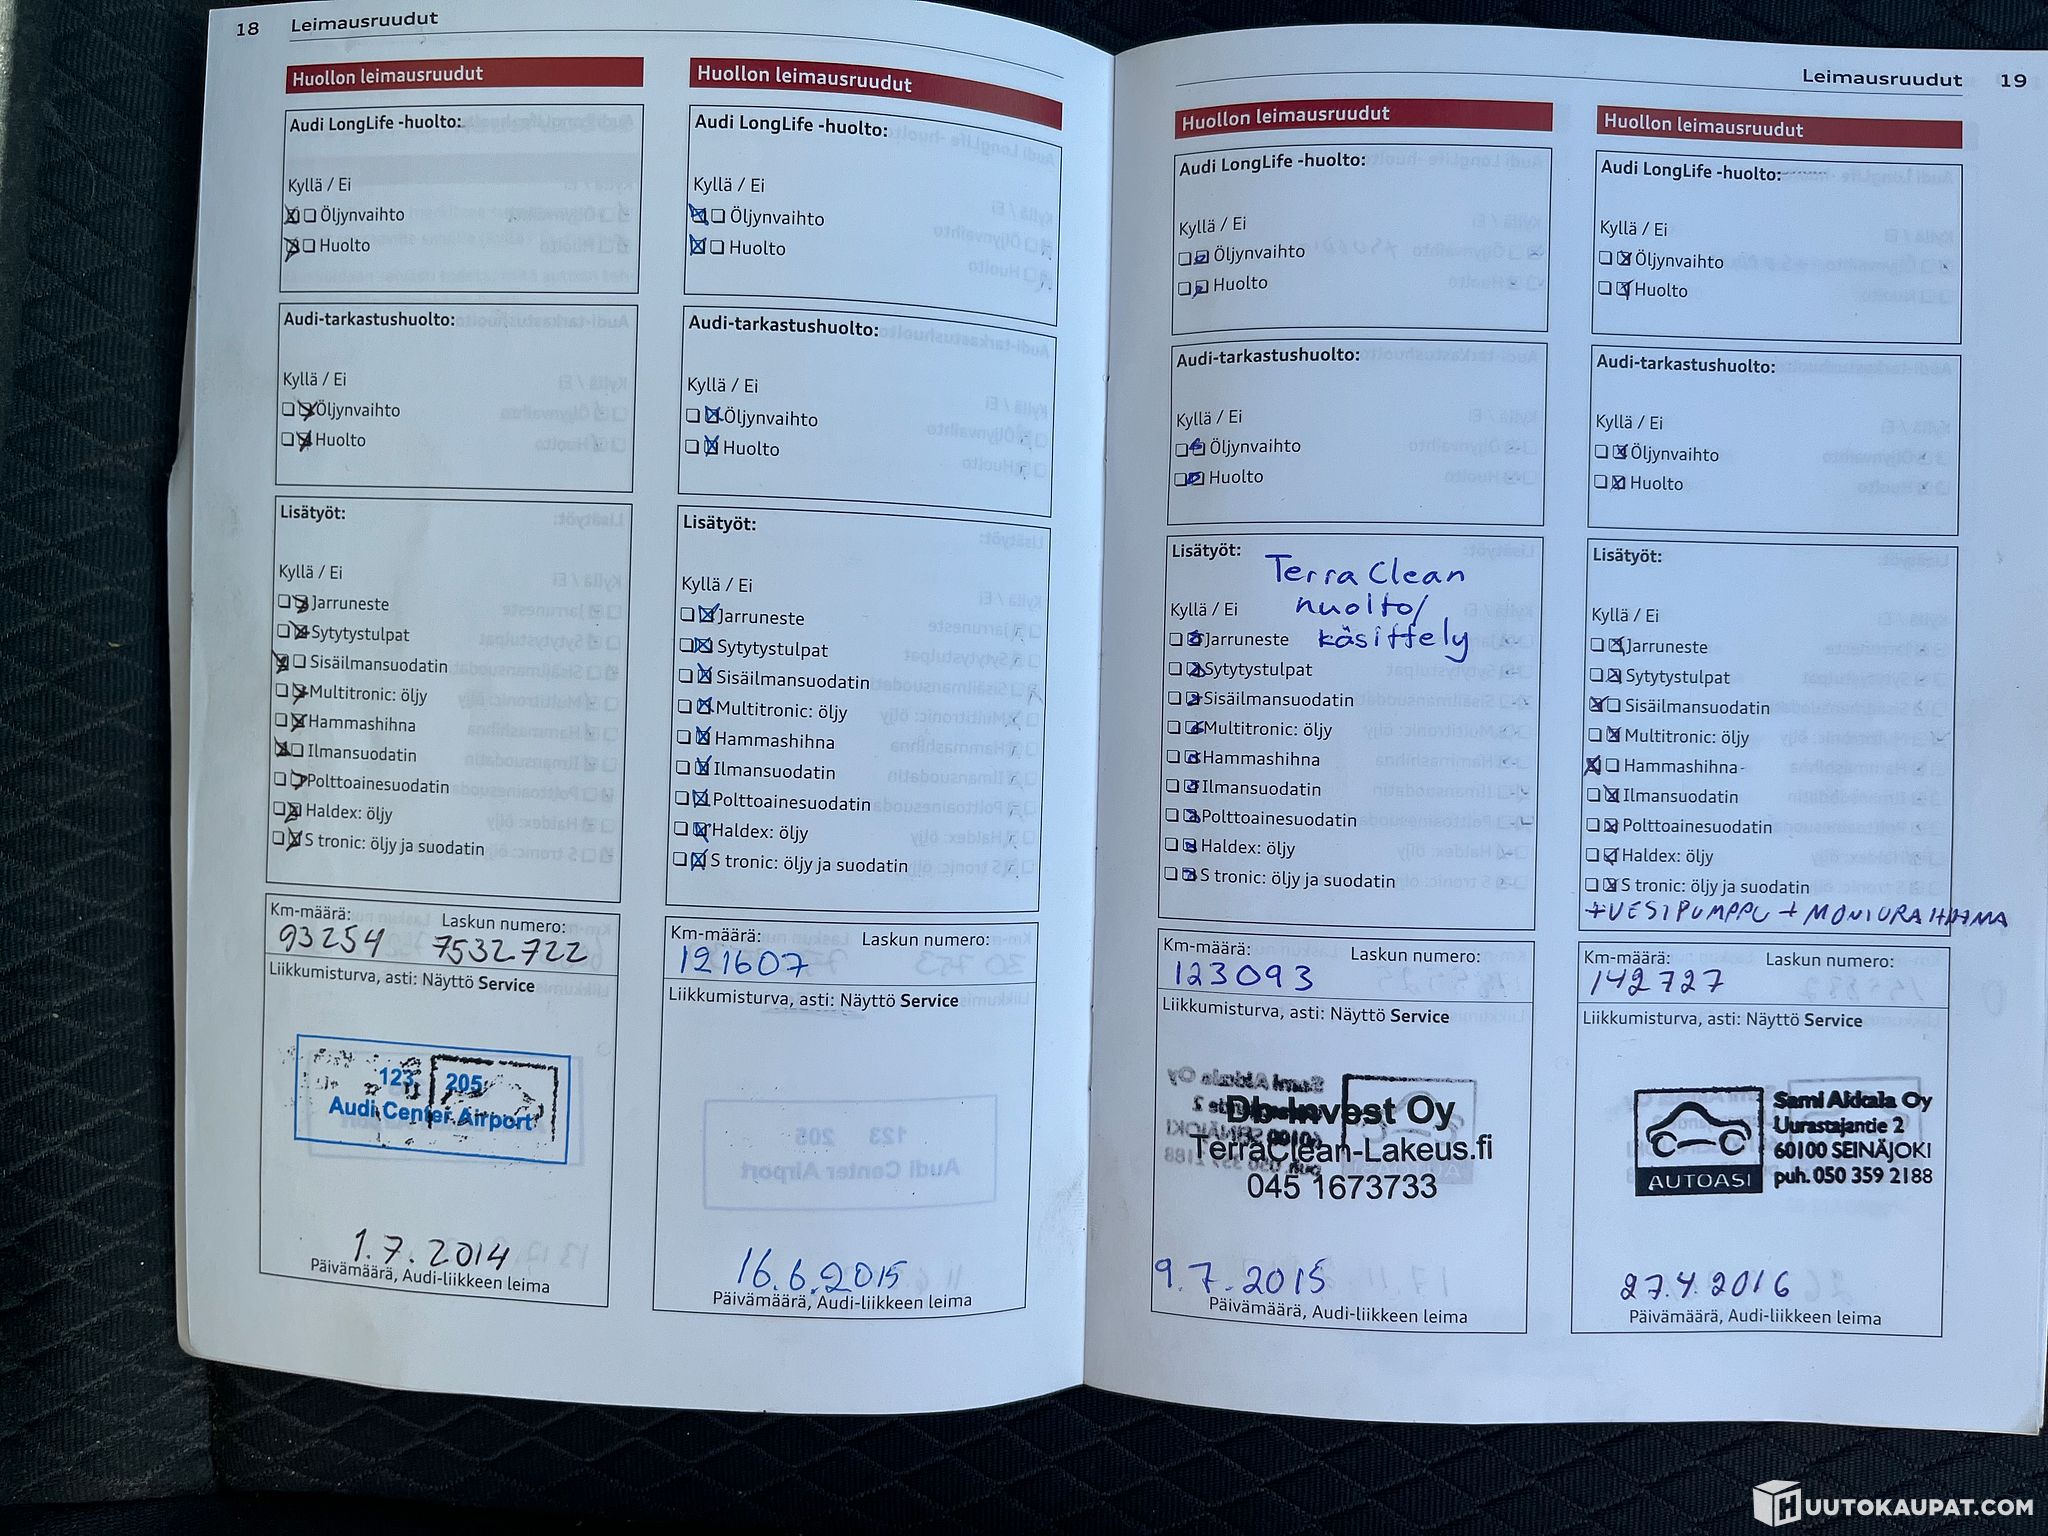 18 Leimausruudut
Huollon leimausruudut
Audi LongLife -huolto:
Kyllä / Ei
Öljynvaihto
Huolto
Audi-tarkastushuolto:
Kyllä / Ei
Öljynvaihto
Huolto
Lisätyöt:
Kyllä / Ei
Jarruneste
Sytytystulpat
Sisäilmansuodatin
Multitronic: öljy
Hammashihna
Ilmansuodatin
Polttoainesuodatin
Haldex: öljy
S tronic: öljy ja suodatin
Km-määrä: Laskun numero:
93254 7532722
Liikkumisturva, asti: Näyttö Service
123 205
Audi Center Airport
1.7.2014
Päivämäärä, Audi-liikkeen leima
Huollon leimausruudut
Audi LongLife -huolto:
Kyllä / Ei
Öljynvaihto
Huolto
Audi-tarkastushuolto:
Kyllä / Ei
Öljynvaihto
Huolto
Lisätyöt:
Kyllä / Ei
Jarruneste
Sytytystulpat
Sisäilmansuodatin
Multitronic: öljy
Hammashihna
Ilmansuodatin
Polttoainesuodatin
Haldex: öljy
S tronic: öljy ja suodatin
Km-määrä: Laskun numero:
121607
Liikkumisturva, asti: Näyttö Service
16.6.2015
Päivämäärä, Audi-liikkeen leima
Leimausruudut 19
Huollon leimausruudut
Audi LongLife -huolto:
Kyllä / Ei
Öljynvaihto
Huolto
Audi-tarkastushuolto:
Kyllä / Ei
Öljynvaihto
Huolto
Lisätyöt:
Terra Clean
huolto/
käsittely
Kyllä / Ei
Jarruneste
Sytytystulpat
Sisäilmansuodatin
Multitronic: öljy
Hammashihna
Ilmansuodatin
Polttoainesuodatin
Haldex: öljy
S tronic: öljy ja suodatin
Km-määrä: Laskun numero:
123093
Liikkumisturva, asti: Näyttö Service
Db-Invest Oy
TerraClean-Lakeus.fi
045 1673733
9.7.2015
Päivämäärä, Audi-liikkeen leima
Huollon leimausruudut
Audi LongLife -huolto:
Kyllä / Ei
Öljynvaihto
Huolto
Audi-tarkastushuolto:
Kyllä / Ei
Öljynvaihto
Huolto
Lisätyöt:
Kyllä / Ei
Jarruneste
Sytytystulpat
Sisäilmansuodatin
Multitronic: öljy
Hammashihna
Ilmansuodatin
Polttoainesuodatin
Haldex: öljy
S tronic: öljy ja suodatin
+VESIPUMPPU + MONIURAHIHNA
Km-määrä: Laskun numero:
142727
Liikkumisturva, asti: Näyttö Service
AUTOASI
Sami Akkala Oy
Uurastajantie 2
60100 SEINÄJOKI
puh. 050 359 2188
27.4.2016
Päivämäärä, Audi-liikkeen leima
HUUTOKAUPAT.COM